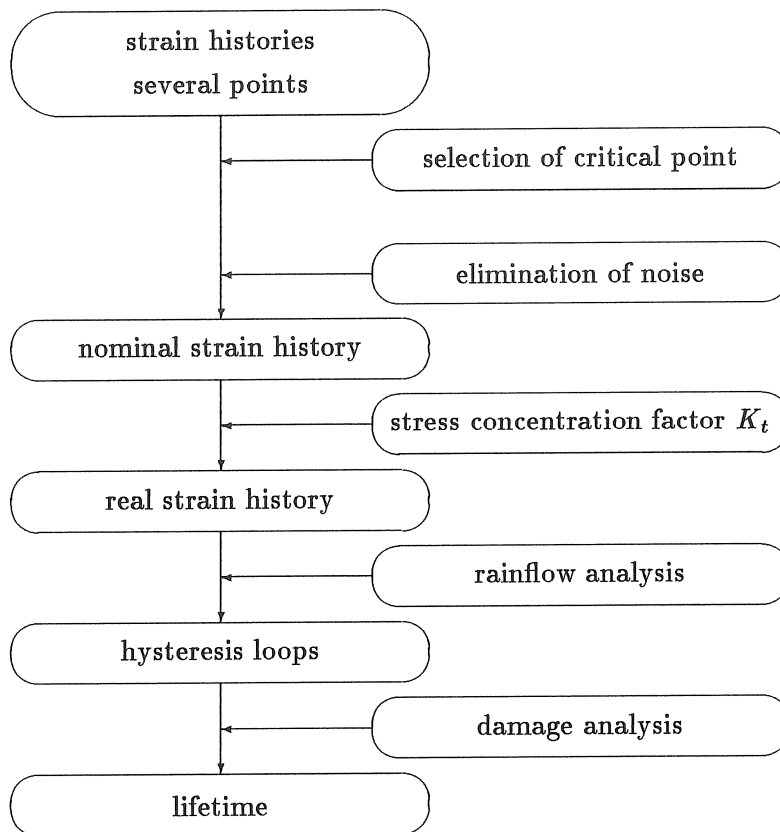 strain histories
several points
selection of critical point
elimination of noise
nominal strain history
stress concentration factor K_t
real strain history
rainflow analysis
hysteresis loops
damage analysis
lifetime